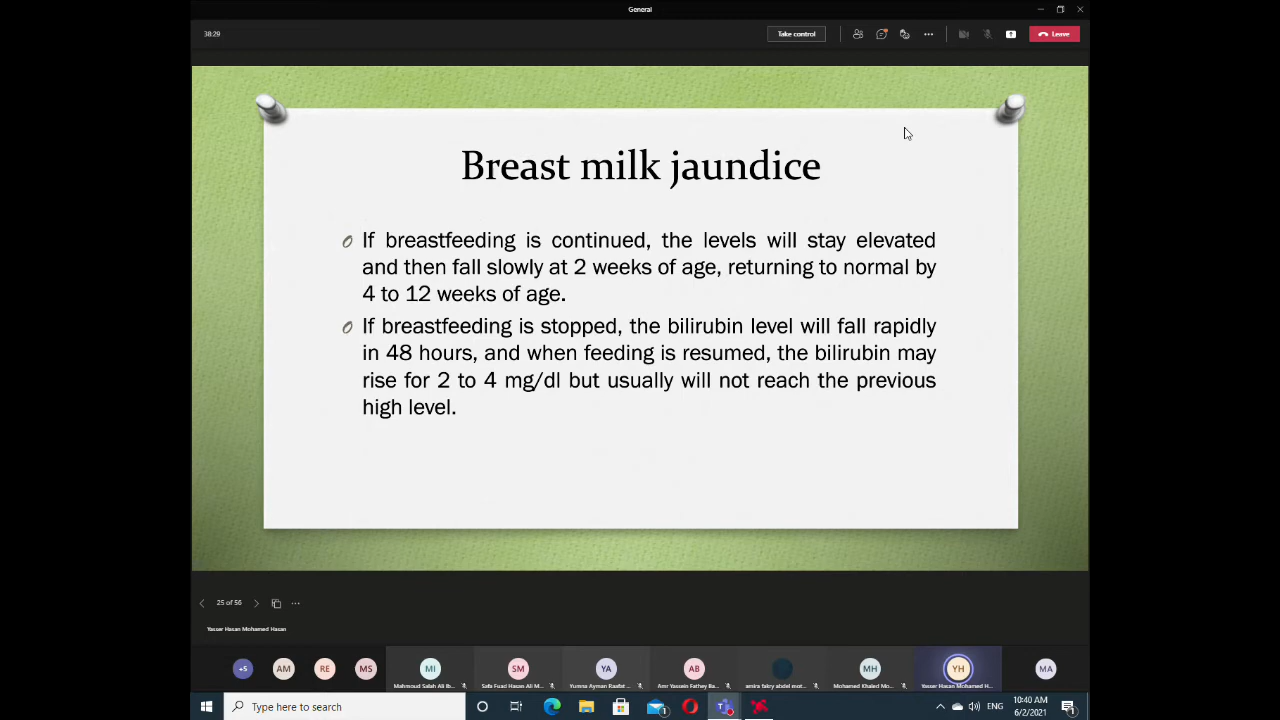 General
38:29
Take control
Leave
Breast milk jaundice
If breastfeeding is continued, the levels will stay elevated
and then fall slowly at 2 weeks of age, returning to normal by
4 to 12 weeks of age.
If breastfeeding is stopped, the bilirubin level will fall rapidly
in 48 hours, and when feeding is resumed, the bilirubin may
rise for 2 to 4 mg/dl but usually will not reach the previous
high level.
25 of 56
Yasser Hasan Mohamed Hasan
+5 AM RE MS MI SM YA AB MH YH MA
Mahmoud Salah Ali Ib... Safa Fuad Hasan Ali M... Yumna Ayman Raafat ... Amr Yassein Fathey Ba... amira fakry abdel mot... Mohamed Khaled Mo... Yasser Hasan Mohamed H...
Type here to search
ENG
10:40 AM
6/2/2021